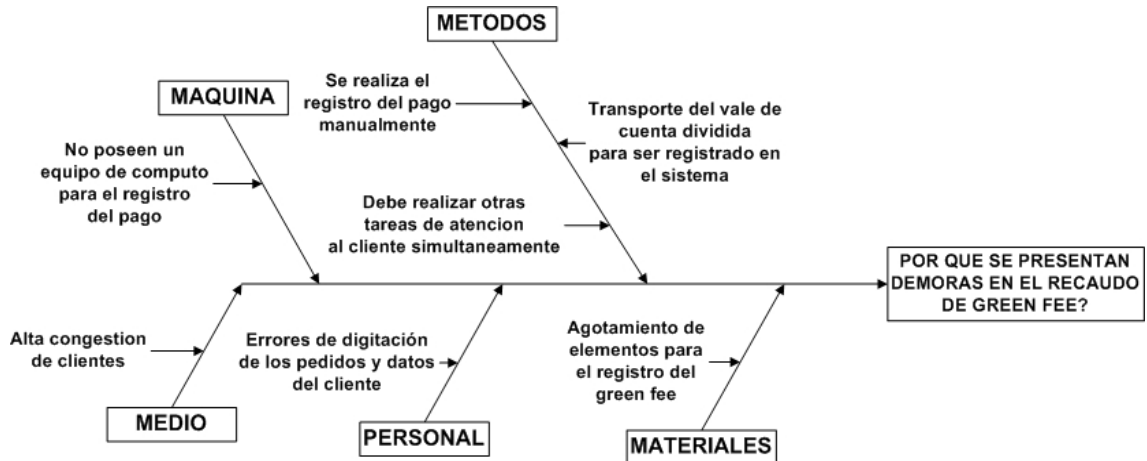 METODOS
Se realiza el
registro del pago
manualmente
MAQUINA
Transporte del vale de
cuenta dividida
para ser registrado en
el sistema
No poseen un
equipo de computo
para el registro
del pago
Debe realizar otras
tareas de atencion
al cliente simultaneamente
POR QUE SE PRESENTAN
DEMORAS EN EL RECAUDO
DE GREEN FEE?
Alta congestion
de clientes
Errores de digitación
de los pedidos y datos
del cliente
Agotamiento de
elementos para
el registro del
green fee
MEDIO
PERSONAL
MATERIALES